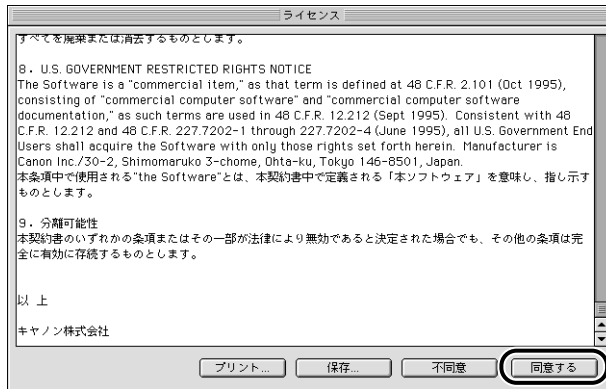 ライセンス
すべてを廃棄または消去するものとします。
8．U.S. GOVERNMENT RESTRICTED RIGHTS NOTICE
The Software is a "commercial item," as that term is defined at 48 C.F.R. 2.101 (Oct 1995),
consisting of "commercial computer software" and "commercial computer software
documentation," as such terms are used in 48 C.F.R. 12.212 (Sept 1995). Consistent with 48
C.F.R. 12.212 and 48 C.F.R. 227.7202-1 through 227.7202-4 (June 1995), all U.S. Government End
Users shall acquire the Software with only those rights set forth herein. Manufacturer is
Canon Inc./30-2, Shimomaruko 3-chome, Ohta-ku, Tokyo 146-8501, Japan.
本条項中で使用される"the Software"とは、本契約書中で定義される「本ソフトウェア」を意味し、指し示す
ものとします。
9．分離可能性
本契約書のいずれかの条項またはその一部が法律により無効であると決定された場合でも、その他の条項は完
全に有効に存続するものとします。
以 上
キヤノン株式会社
プリント... 保存... 不同意 同意する